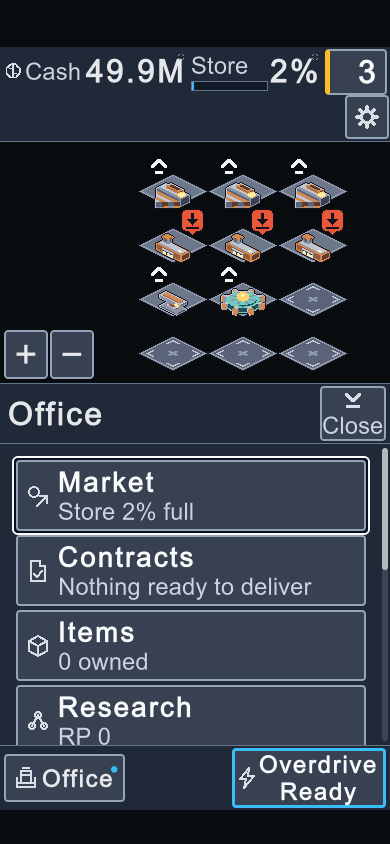 Cash 49.9M Store 2% 3
Office
Close
Market
Store 2% full
Contracts
Nothing ready to deliver
Items
0 owned
Research
RP 0
Office
Overdrive
Ready